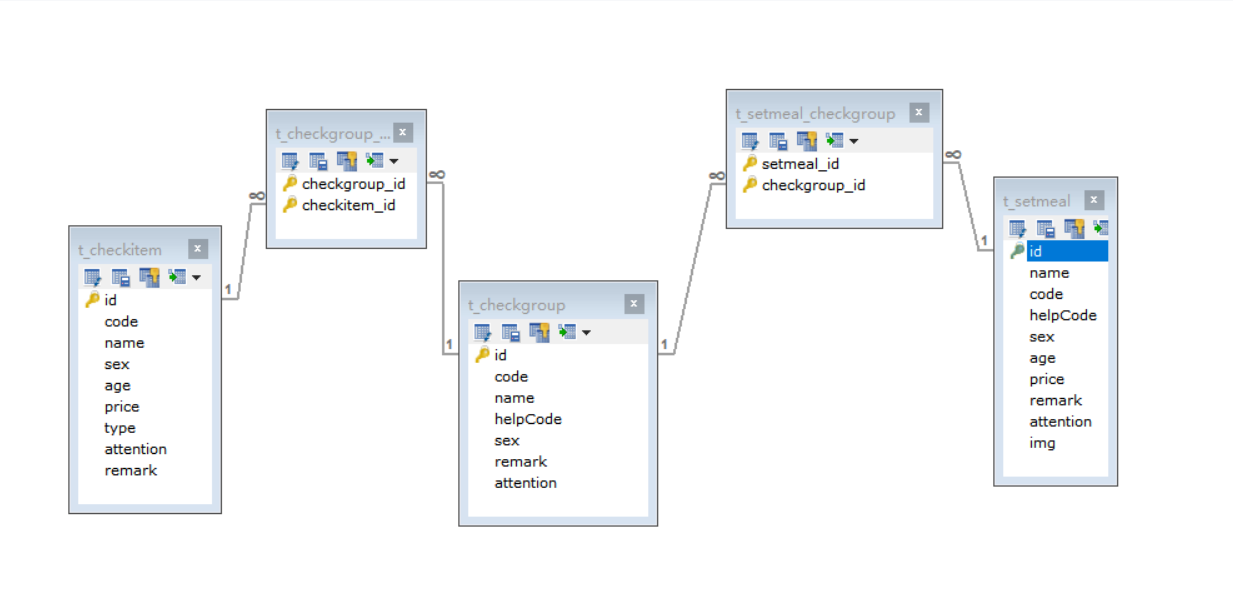 t_checkitem
x
id
code
name
sex
age
price
type
attention
remark
1
∞
t_checkgroup_...
x
checkgroup_id
checkitem_id
∞
1
t_checkgroup
x
id
code
name
helpCode
sex
remark
attention
1
∞
t_setmeal_checkgroup
x
setmeal_id
checkgroup_id
∞
1
t_setmeal
x
id
name
code
helpCode
sex
age
price
remark
attention
img